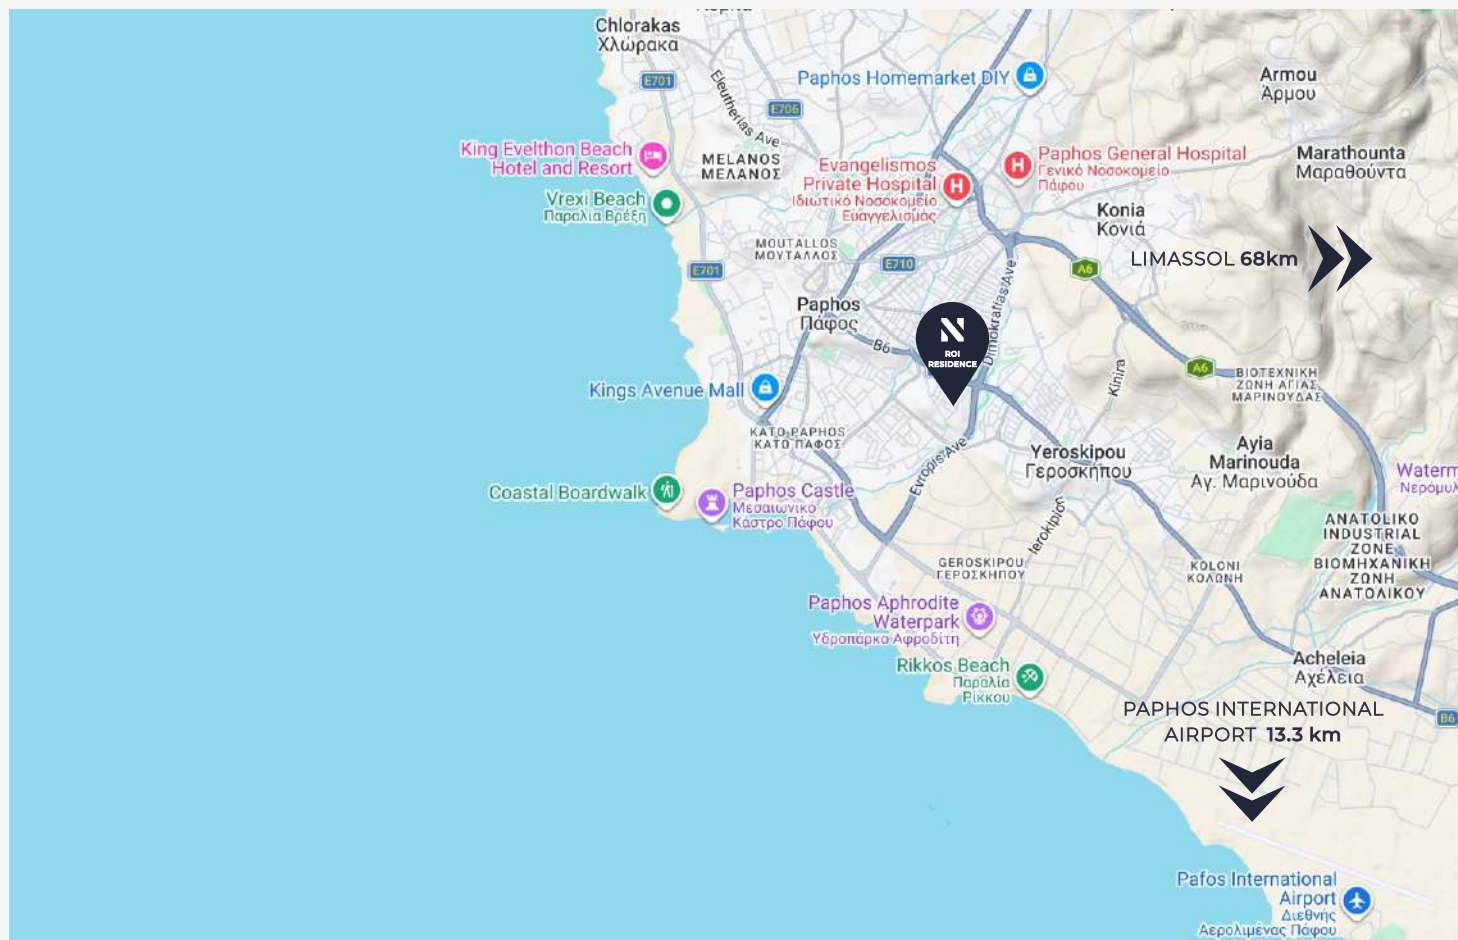 Chlorakas
Χλώρακα
E701
Eleutherias Ave
E706
Paphos Homemarket DIY
Armou
Άρμου
King Evelthon Beach
Hotel and Resort
MELANOS
ΜΕΛΑΝΟΣ
Evangelismos
Private Hospital
Ιδιωτικό Νοσοκομείο
Ευαγγελισμός
H
H
Paphos General Hospital
Γενικό Νοσοκομείο
Πάφου
Marathounta
Μαραθούντα
Vrexi Beach
Παραλία Βρέξη
Konia
Κονιά
MOUTALLOS
ΜΟΥΤΑΛΛΟΣ
E701
E710
A6
LIMASSOL 68km
Paphos
Πάφος
B6
Dimokratias Ave
N
ROI
RESIDENCE
Kinira
A6
ΒΙΟΤΕΧΝΙΚΗ
ΖΩΝΗ ΑΓΙΑΣ
ΜΑΡΙΝΟΥΔΑΣ
Kings Avenue Mall
KATO PAPHOS
ΚΑΤΩ ΠΑΦΟΣ
Evropis Ave
Yeroskipou
Γεροσκήπου
Ayia
Marinouda
Αγ. Μαρινούδα
Waterm
Νερόμυλ
Coastal Boardwalk
Paphos Castle
Μεσαιωνικό
Κάστρο Πάφου
Ierokipion
ANATOLIKO
INDUSTRIAL
ZONE
ΒΙΟΜΗΧΑΝΙΚΗ
ΖΩΝΗ
ΑΝΑΤΟΛΙΚΟΥ
GEROSKIPOU
ΓΕΡΟΣΚΗΠΟΥ
KOLONI
ΚΟΛΩΝΗ
Paphos Aphrodite
Waterpark
Υδροπάρκο Αφροδίτη
Rikkos Beach
Παραλία
Ρίκκου
Acheleia
Αχέλεια
B6
PAPHOS INTERNATIONAL
AIRPORT 13.3 km
Pafos International
Airport
Διεθνής
Αερολιμένας Πάφου